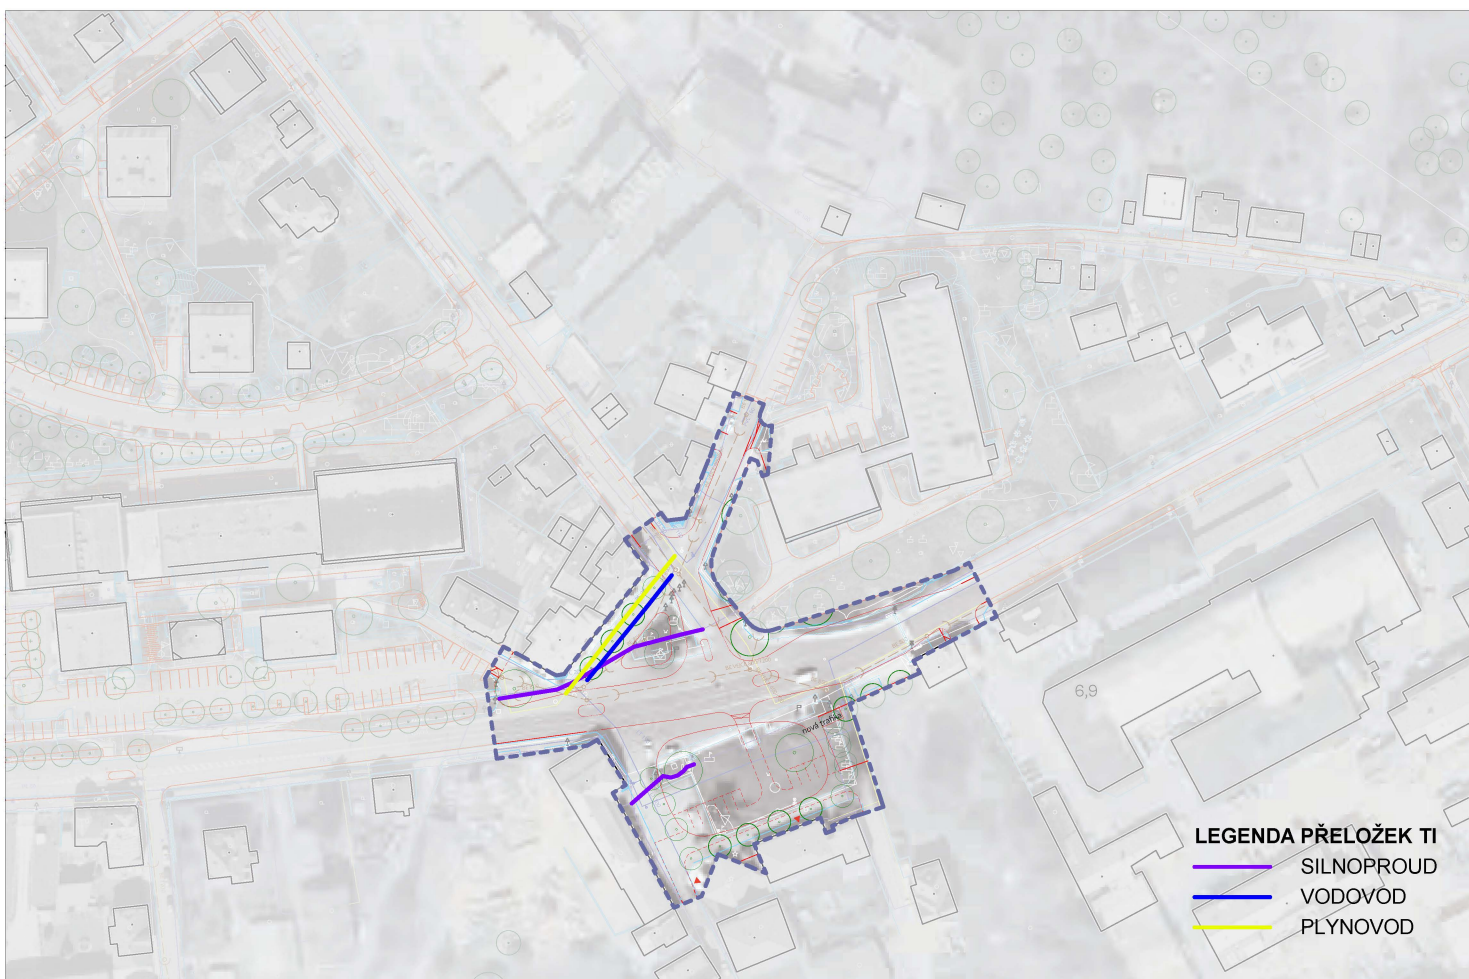 6,9
nová trafika
LEGENDA PŘELOŽEK TI
SILNOPROUD
VODOVOD
PLYNOVOD